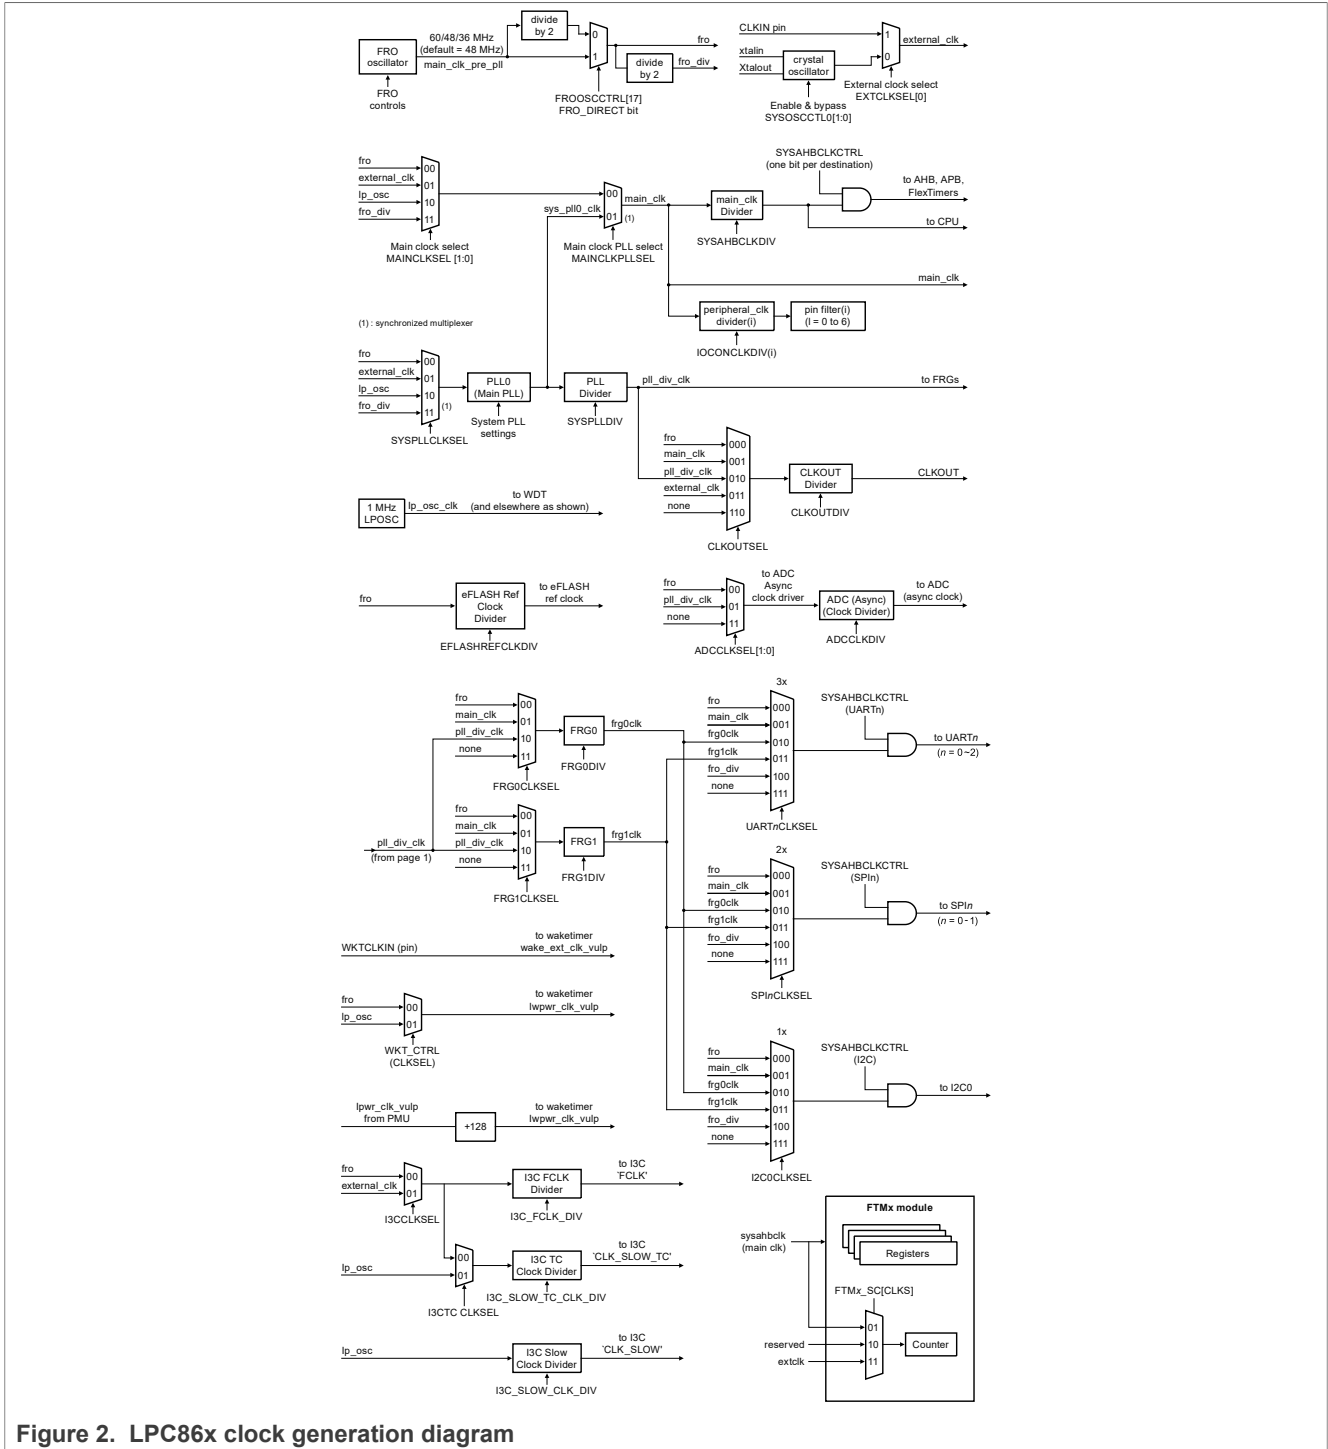 FRO
oscillator
60/48/36 MHz
(default = 48 MHz)
main_clk_pre_pll
FRO
controls
divide
by 2
0
1
FROOSCCTRL[17]
FRO_DIRECT bit
fro
divide
by 2
fro_div
CLKIN pin
xtalin
Xtalout
crystal
oscillator
Enable & bypass
SYSOSCCTL0[1:0]
1
0
external_clk
External clock select
EXTCLKSEL[0]
fro
external_clk
lp_osc
fro_div
00
01
10
11
Main clock select
MAINCLKSEL [1:0]
sys_pll0_clk
00
01
(1)
Main clock PLL select
MAINCLKPLLSEL
main_clk
main_clk
Divider
SYSAHBCLKDIV
SYSAHBCLKCTRL
(one bit per destination)
to AHB, APB,
FlexTimers
to CPU
main_clk
peripheral_clk
divider(i)
IOCONCLKDIV(i)
pin filter(i)
(I = 0 to 6)
(1) : synchronized multiplexer
fro
external_clk
lp_osc
fro_div
00
01
10
11
(1)
SYSPLLCLKSEL
PLL0
(Main PLL)
System PLL
settings
PLL
Divider
SYSPLLDIV
pll_div_clk
to FRGs
fro
main_clk
pll_div_clk
external_clk
none
000
001
010
011
110
CLKOUTSEL
CLKOUT
Divider
CLKOUTDIV
CLKOUT
1 MHz
LPOSC
lp_osc_clk
to WDT
(and elsewhere as shown)
fro
eFLASH Ref
Clock
Divider
EFLASHREFCLKDIV
to eFLASH
ref clock
fro
pll_div_clk
none
00
01
11
ADCCLKSEL[1:0]
to ADC
Async
clock driver
ADC (Async)
(Clock Divider)
ADCCLKDIV
to ADC
(async clock)
fro
main_clk
pll_div_clk
none
00
01
10
11
FRG0CLKSEL
FRG0
FRG0DIV
frg0clk
pll_div_clk
(from page 1)
fro
main_clk
pll_div_clk
none
00
01
10
11
FRG1CLKSEL
FRG1
FRG1DIV
frg1clk
3x
fro
main_clk
frg0clk
frg1clk
fro_div
none
000
001
010
011
100
111
UARTnCLKSEL
SYSAHBCLKCTRL
(UARTn)
to UARTn
(n = 0~2)
2x
fro
main_clk
frg0clk
frg1clk
fro_div
none
000
001
010
011
100
111
SPInCLKSEL
SYSAHBCLKCTRL
(SPIn)
to SPIn
(n = 0-1)
WKTCLKIN (pin)
to waketimer
wake_ext_clk_vulp
fro
lp_osc
00
01
WKT_CTRL
(CLKSEL)
to waketimer
lwpwr_clk_vulp
1x
fro
main_clk
frg0clk
frg1clk
fro_div
none
000
001
010
011
100
111
I2C0CLKSEL
SYSAHBCLKCTRL
(I2C)
to I2C0
lpwr_clk_vulp
from PMU
+128
to waketimer
lwpwr_clk_vulp
fro
external_clk
00
01
I3CCLKSEL
I3C FCLK
Divider
I3C_FCLK_DIV
to I3C
'FCLK'
lp_osc
00
01
I3CTC CLKSEL
I3C TC
Clock Divider
I3C_SLOW_TC_CLK_DIV
to I3C
'CLK_SLOW_TC'
lp_osc
I3C Slow
Clock Divider
I3C_SLOW_CLK_DIV
to I3C
'CLK_SLOW'
FTMx module
sysahbclk
(main clk)
Registers
FTMx_SC[CLKS]
reserved
extclk
01
10
11
Counter
Figure 2. LPC86x clock generation diagram